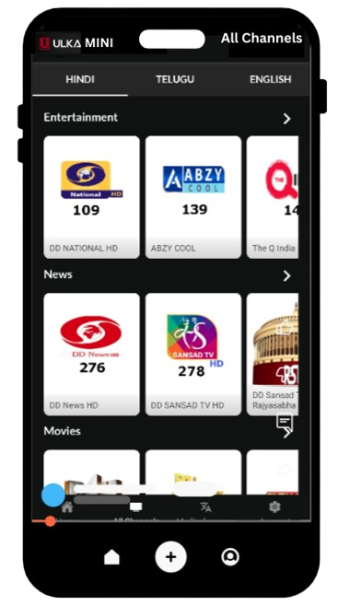 ULKA MINI
All Channels
HINDI TELUGU ENGLISH
Entertainment
National HD
109
DD NATIONAL HD
ABZY
COOL
139
ABZY COOL
THE
Q
14
The Q India
News
DD News HD
276
DD News HD
SANSAD TV
HD
278
DD SANSAD TV HD
DD Sansad T
Rajyasabha
Movies